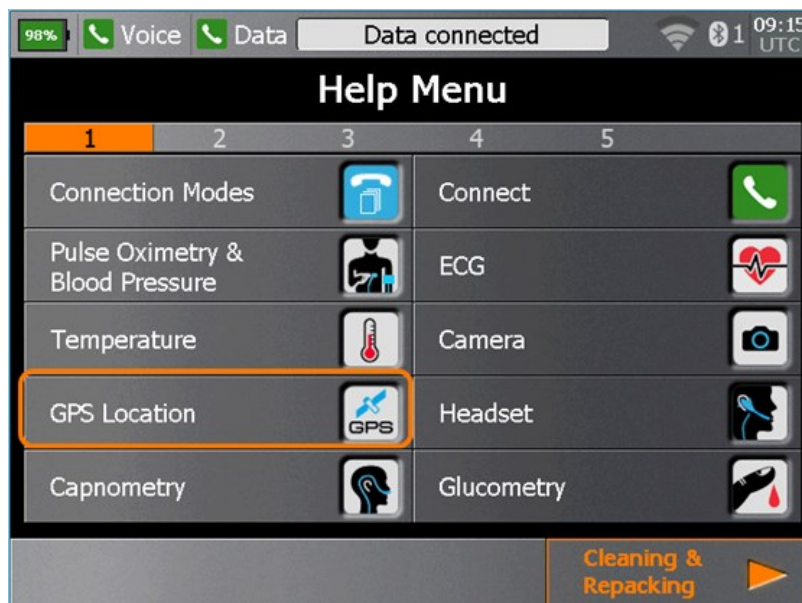 98% Voice Data Data connected 1 09:15
UTC
Help Menu
1 2 3 4 5
Connection Modes
Connect
Pulse Oximetry &
Blood Pressure
ECG
Temperature
Camera
GPS Location
GPS
Headset
Capnometry
Glucometry
Cleaning &
Repacking